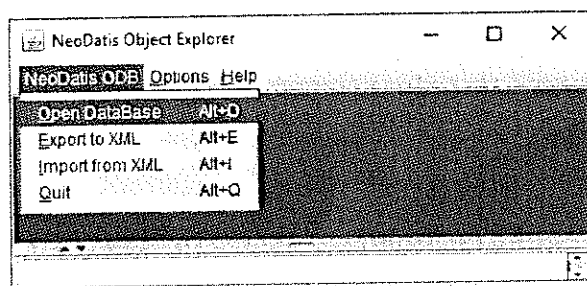 NeoDatis Object Explorer
NeoDatis ODB Options Help
Open DataBase Alt+O
Export to XML Alt+E
Import from XML Alt+I
Quit Alt+Q